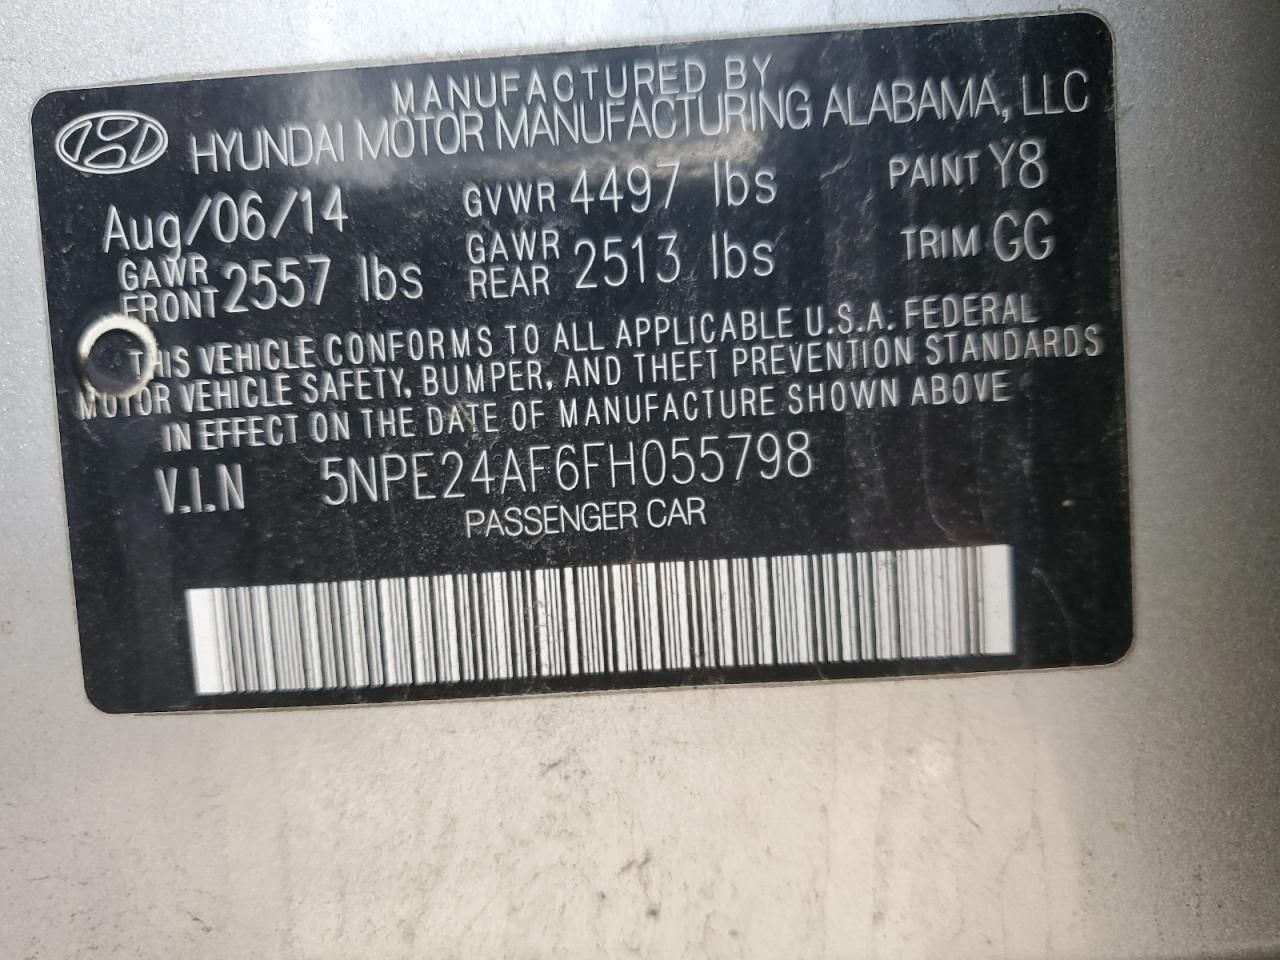 MANUFACTURED BY
HYUNDAI MOTOR MANUFACTURING ALABAMA, LLC
Aug/06/14 GVWR 4497 lbs PAINT Y8
GAWR FRONT 2557 lbs GAWR REAR 2513 lbs TRIM GG
THIS VEHICLE CONFORMS TO ALL APPLICABLE U.S.A. FEDERAL
MOTOR VEHICLE SAFETY, BUMPER, AND THEFT PREVENTION STANDARDS
IN EFFECT ON THE DATE OF MANUFACTURE SHOWN ABOVE
V.I.N 5NPE24AF6FH055798
PASSENGER CAR